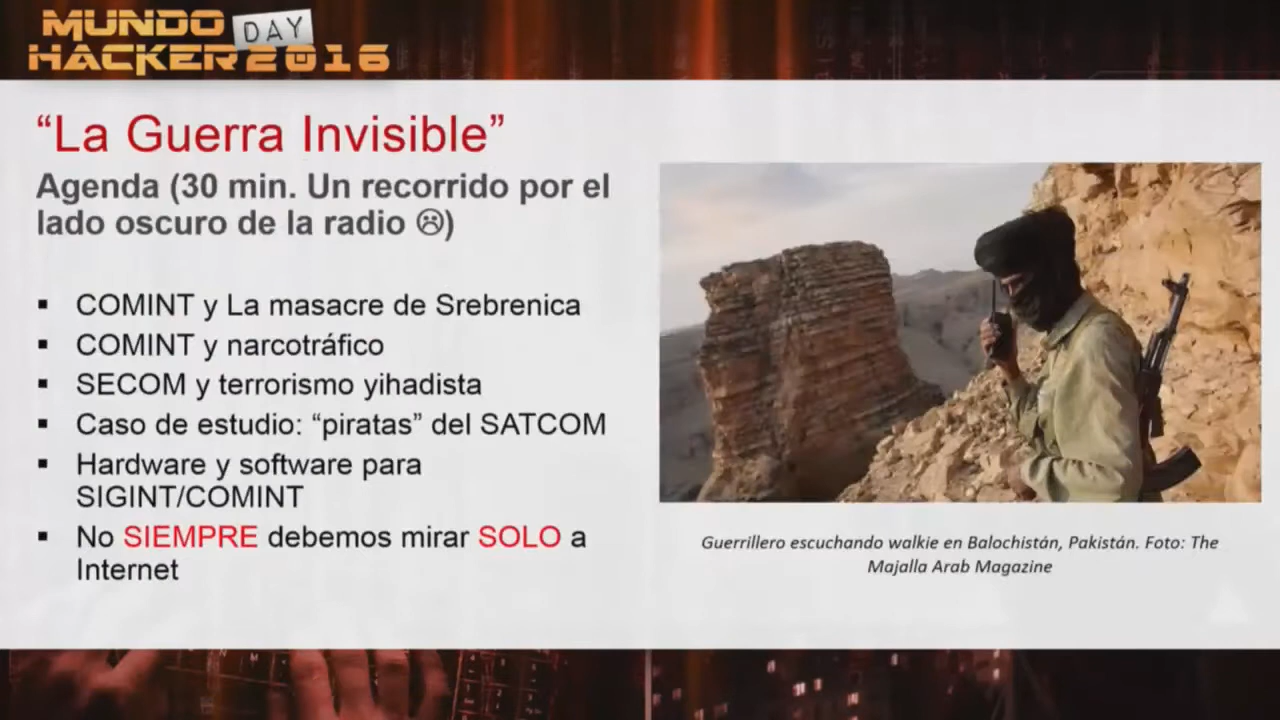 MUNDO DAY
HACKER 2016
“La Guerra Invisible”
Agenda (30 min. Un recorrido por el
lado oscuro de la radio ☹)
▪ COMINT y La masacre de Srebrenica
▪ COMINT y narcotráfico
▪ SECOM y terrorismo yihadista
▪ Caso de estudio: “piratas” del SATCOM
▪ Hardware y software para
SIGINT/COMINT
▪ No SIEMPRE debemos mirar SOLO a
Internet
Guerrillero escuchando walkie en Balochistán, Pakistán. Foto: The
Majalla Arab Magazine